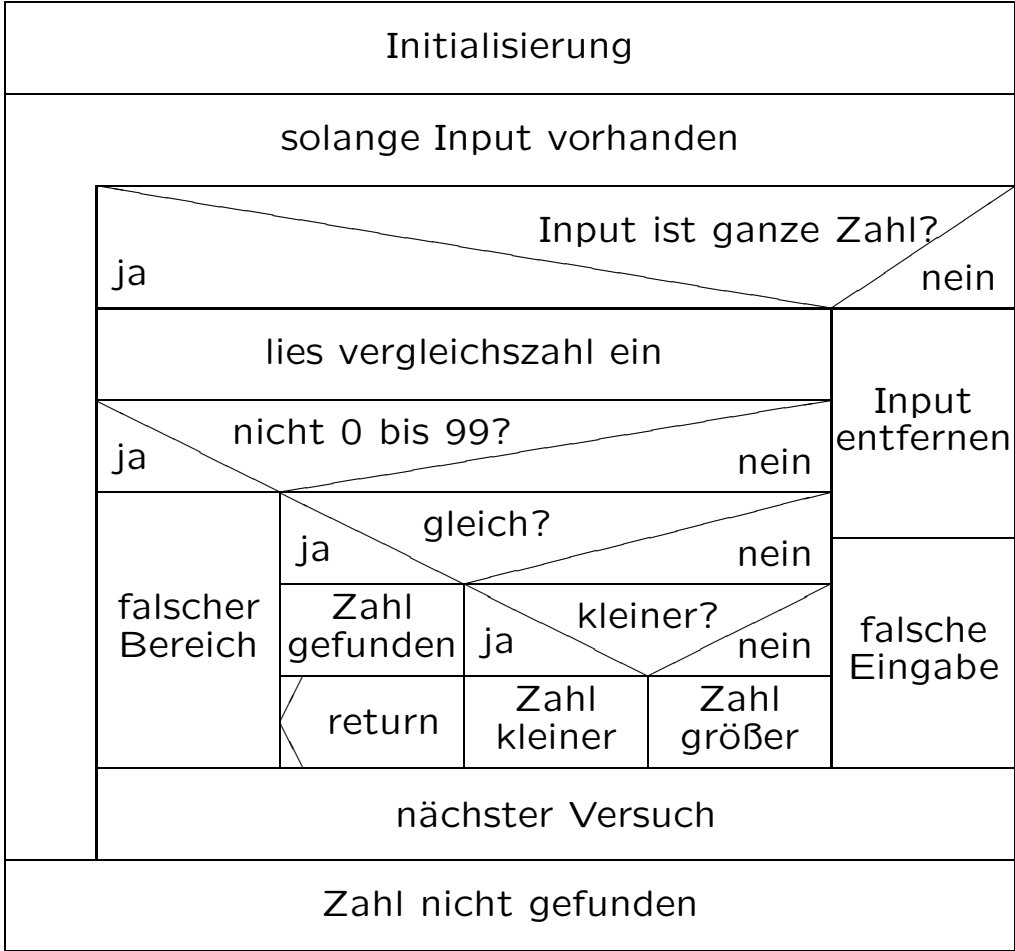 Initialisierung
solange Input vorhanden
Input ist ganze Zahl?
ja
nein
lies vergleichszahl ein
nicht 0 bis 99?
ja
nein
Input
entfernen
gleich?
ja
nein
falscher
Bereich
Zahl
gefunden
kleiner?
ja
nein
falsche
Eingabe
return
Zahl
kleiner
Zahl
größer
nächster Versuch
Zahl nicht gefunden